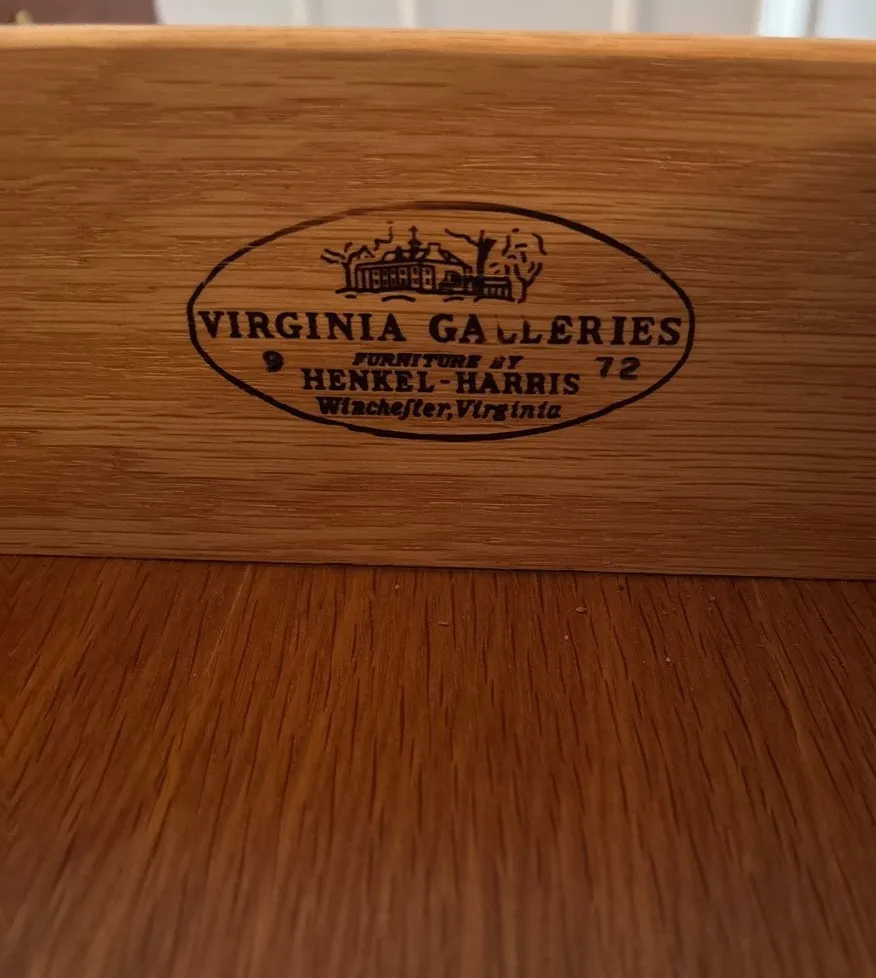 VIRGINIA GALLERIES
9 FURNITURE BY 72
HENKEL-HARRIS
Wincheſter, Virginia